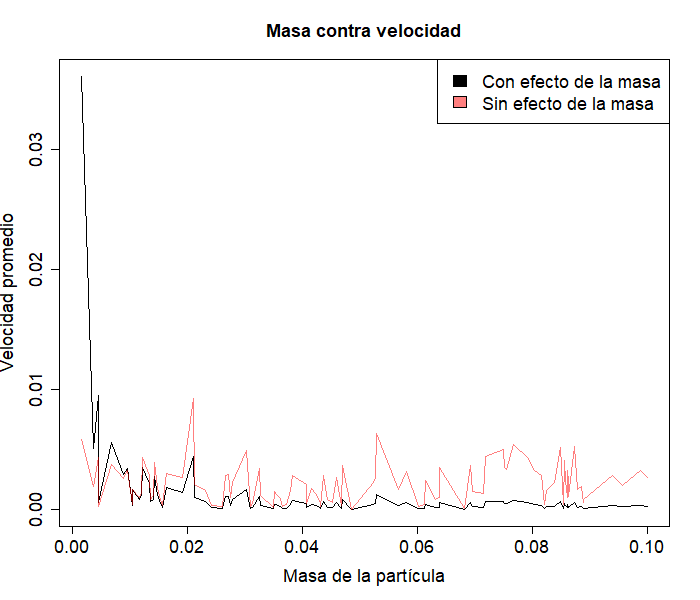 Masa contra velocidad
Con efecto de la masa
Sin efecto de la masa
Velocidad promedio
0.03
0.02
0.01
0.00
0.00 0.02 0.04 0.06 0.08 0.10
Masa de la partícula